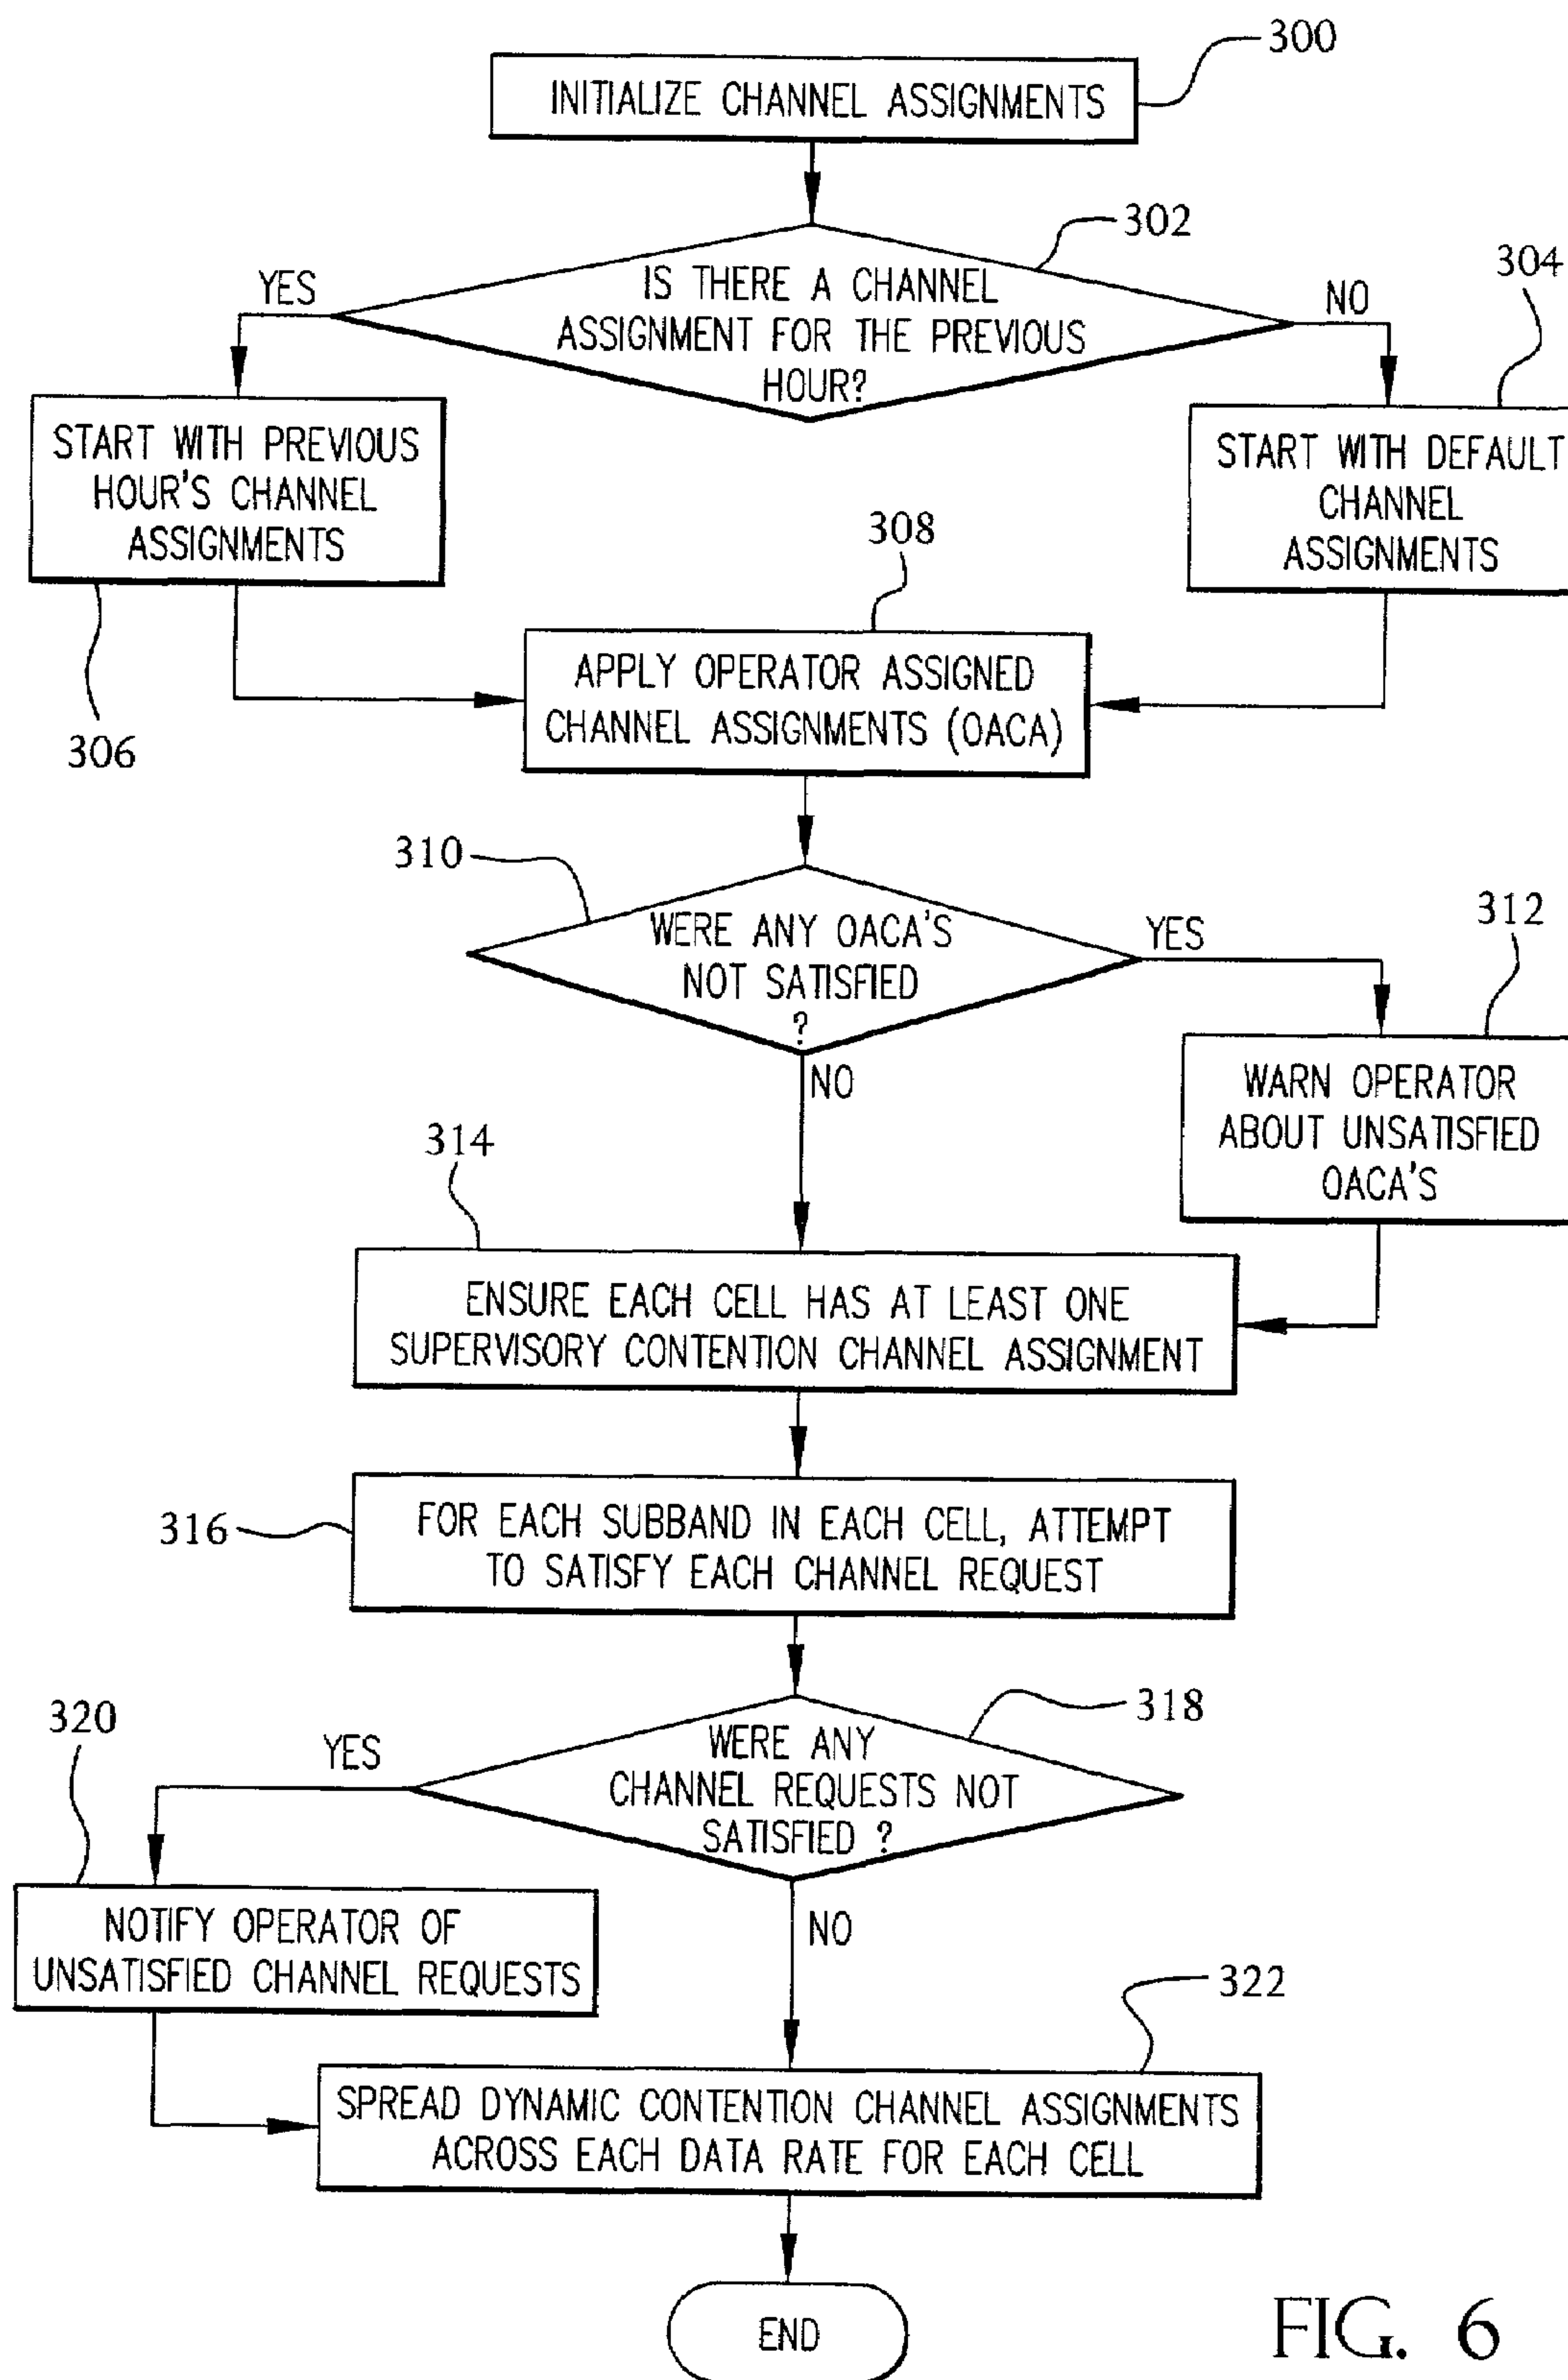 300
INITIALIZE CHANNEL ASSIGNMENTS
302
304
YES
IS THERE A CHANNEL
ASSIGNMENT FOR THE PREVIOUS
HOUR?
NO
START WITH PREVIOUS
HOUR'S CHANNEL
ASSIGNMENTS
START WITH DEFAULT
CHANNEL
ASSIGNMENTS
308
306
APPLY OPERATOR ASSIGNED
CHANNEL ASSIGNMENTS (OACA)
310
WERE ANY OACA'S
NOT SATISFIED
?
YES
312
NO
WARN OPERATOR
ABOUT UNSATISFIED
OACA'S
314
ENSURE EACH CELL HAS AT LEAST ONE
SUPERVISORY CONTENTION CHANNEL ASSIGNMENT
316
FOR EACH SUBBAND IN EACH CELL, ATTEMPT
TO SATISFY EACH CHANNEL REQUEST
318
320
YES
WERE ANY
CHANNEL REQUESTS NOT
SATISFIED ?
NOTIFY OPERATOR OF
UNSATISFIED CHANNEL REQUESTS
NO
322
SPREAD DYNAMIC CONTENTION CHANNEL ASSIGNMENTS
ACROSS EACH DATA RATE FOR EACH CELL
END
FIG. 6